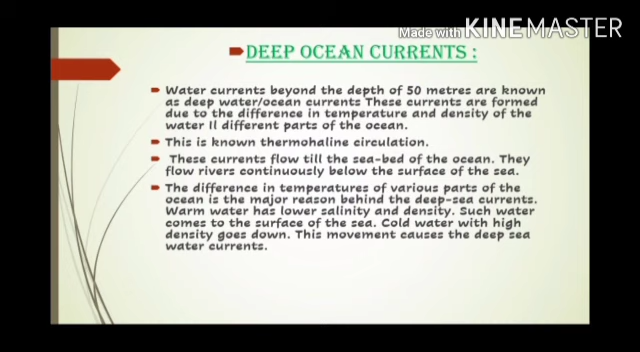 Made with KINEMASTER
DEEP OCEAN CURRENTS :
Water currents beyond the depth of 50 metres are known
as deep water/ocean currents These currents are formed
due to the difference in temperature and density of the
water Il different parts of the ocean.
This is known thermohaline circulation.
These currents flow till the sea-bed of the ocean. They
flow rivers continuously below the surface of the sea.
The difference in temperatures of various parts of the
ocean is the major reason behind the deep-sea currents.
Warm water has lower salinity and density. Such water
comes to the surface of the sea. Cold water with high
density goes down. This movement causes the deep sea
water currents.